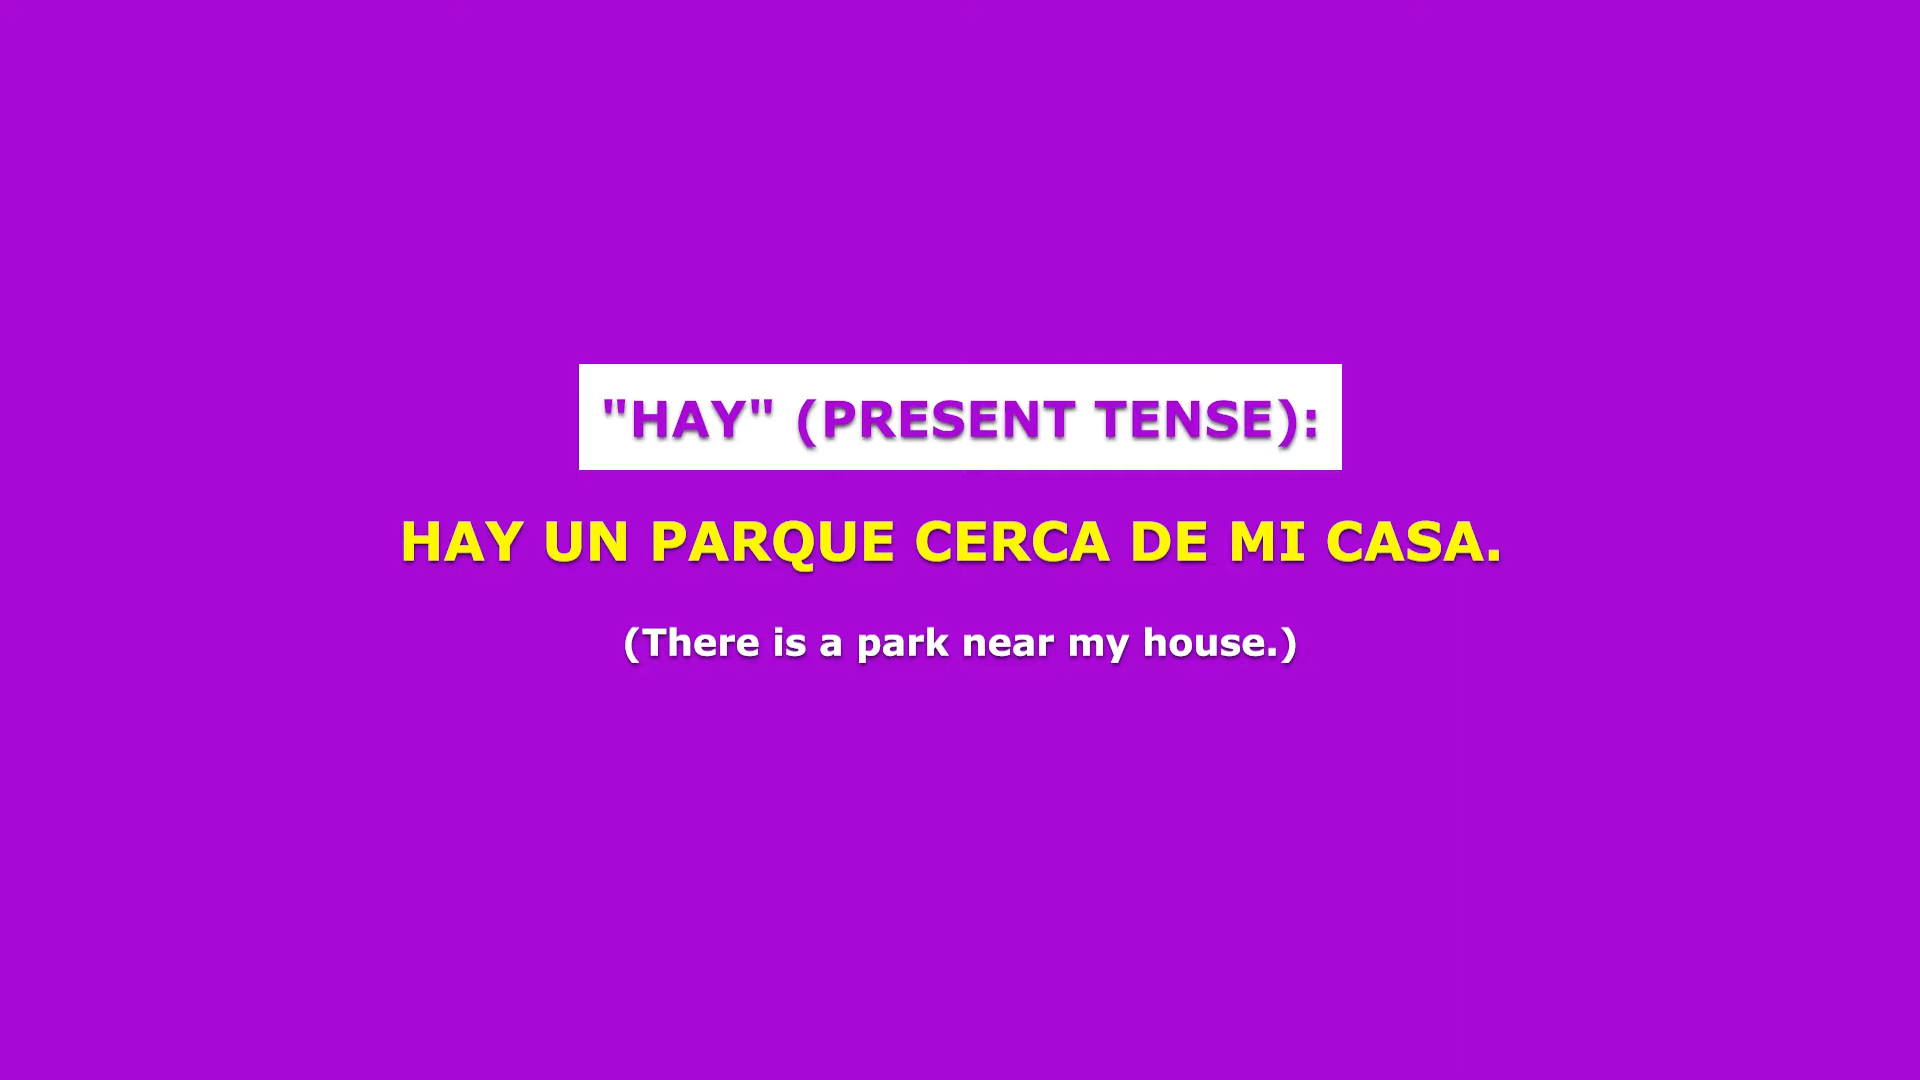 "HAY" (PRESENT TENSE):
HAY UN PARQUE CERCA DE MI CASA.
(There is a park near my house.)